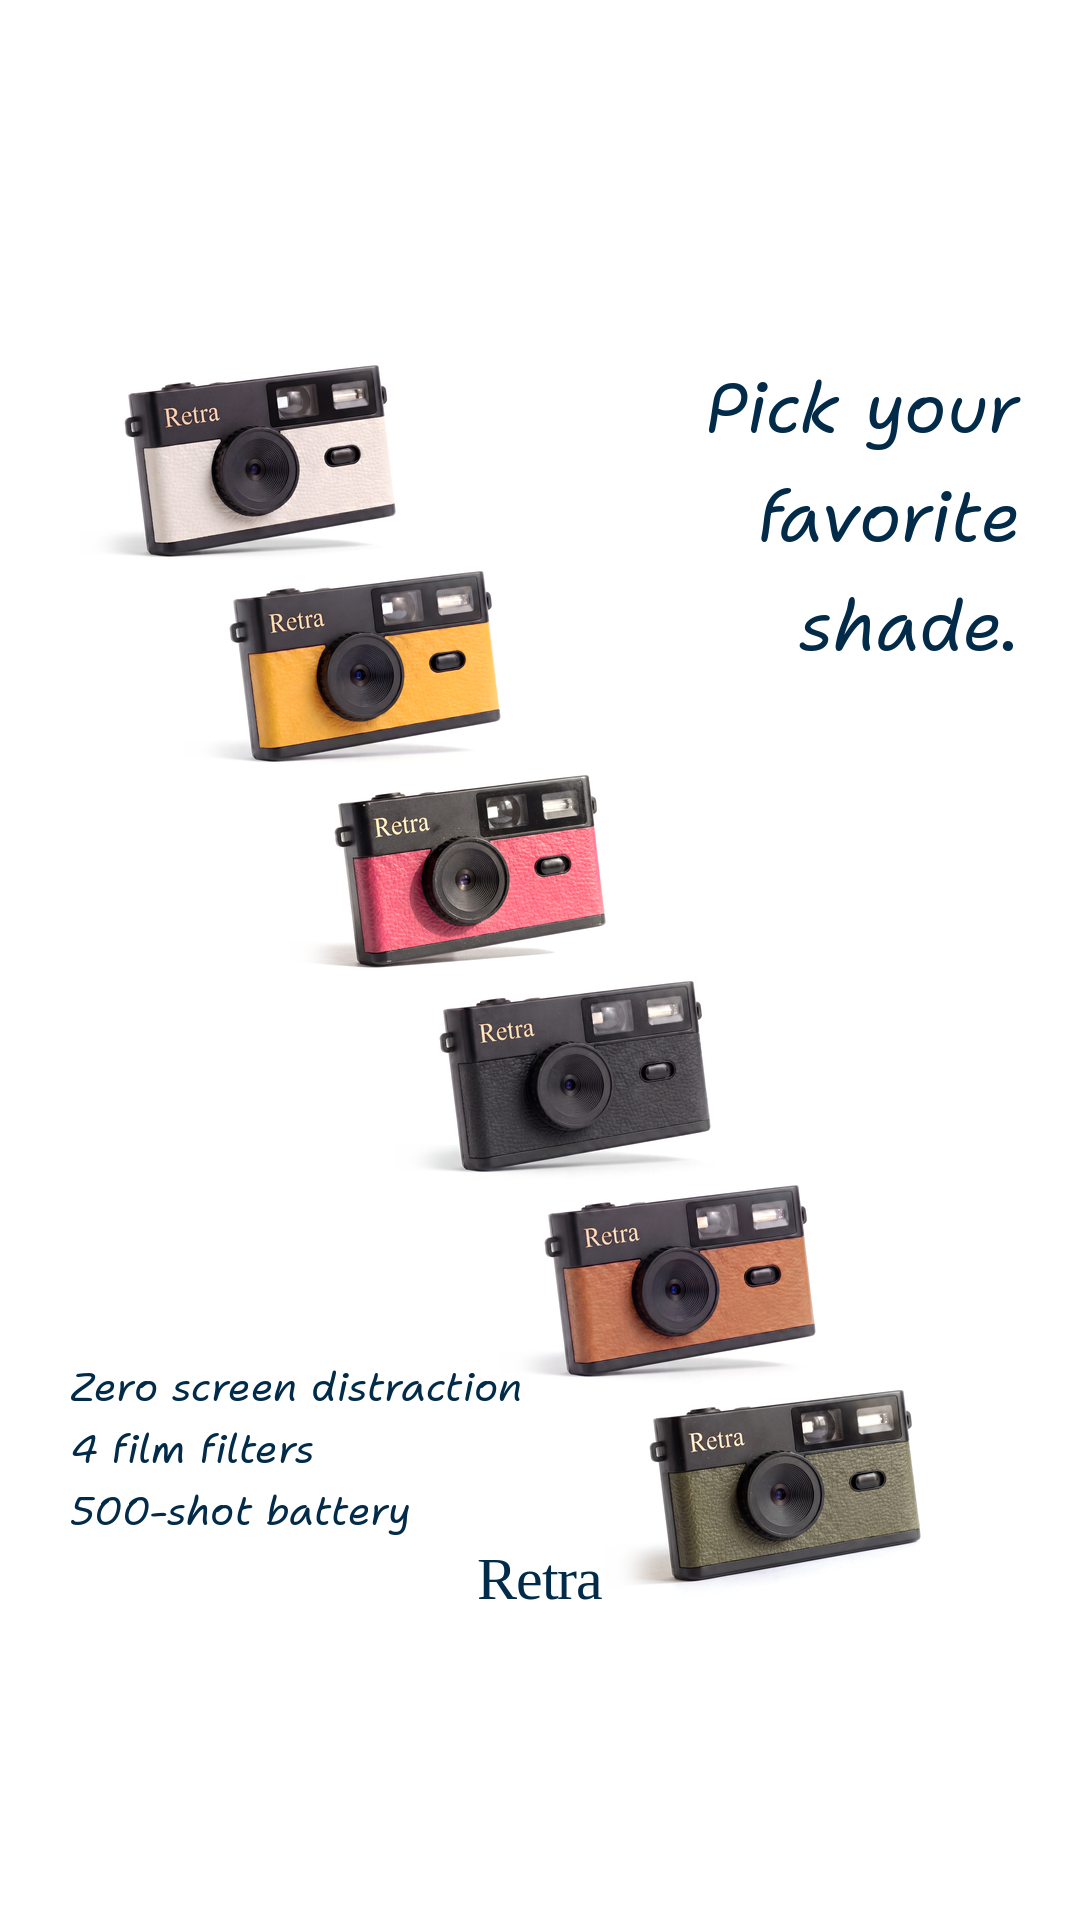 Retra
Pick your
favorite
shade.
Retra
Retra
Retra
Retra
Zero screen distraction
4 film filters
500-shot battery
Retra
Retra